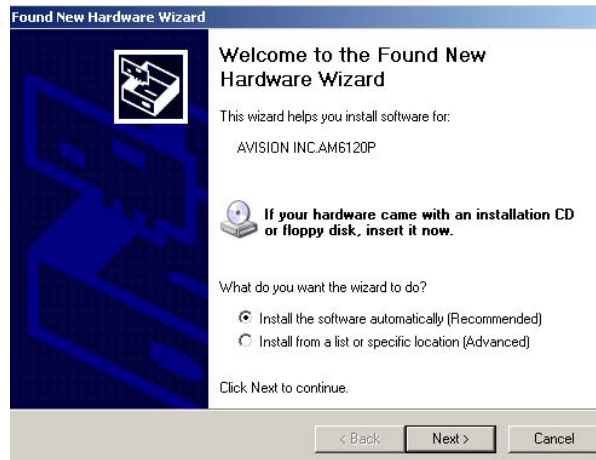 Found New Hardware Wizard
Welcome to the Found New
Hardware Wizard
This wizard helps you install software for:
AVISION INC.AM6120P
If your hardware came with an installation CD
or floppy disk, insert it now.
What do you want the wizard to do?
Install the software automatically (Recommended)
Install from a list or specific location (Advanced)
Click Next to continue.
< Back Next > Cancel